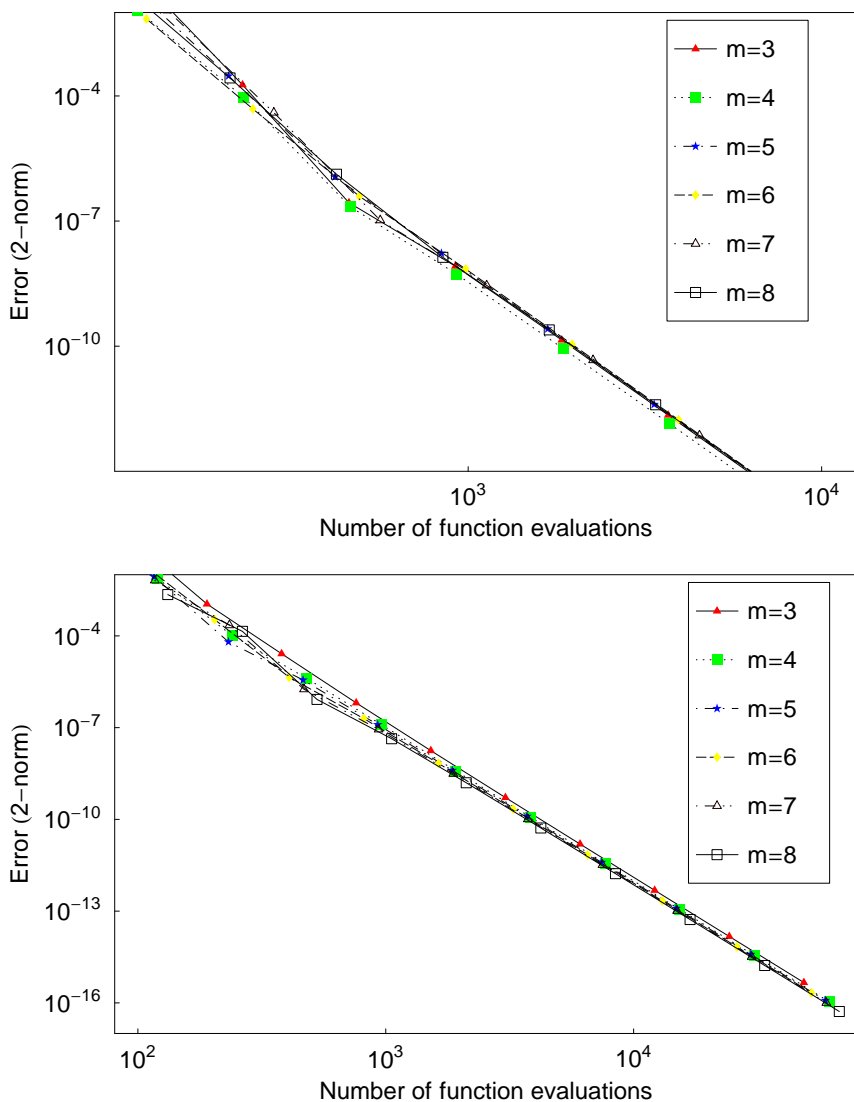 m=3
m=4
m=5
m=6
m=7
m=8
10^−4
10^−7
10^−10
Error (2−norm)
10^3
10^4
Number of function evaluations
m=3
m=4
m=5
m=6
m=7
m=8
10^−4
10^−7
10^−10
10^−13
10^−16
Error (2−norm)
10^2
10^3
10^4
Number of function evaluations